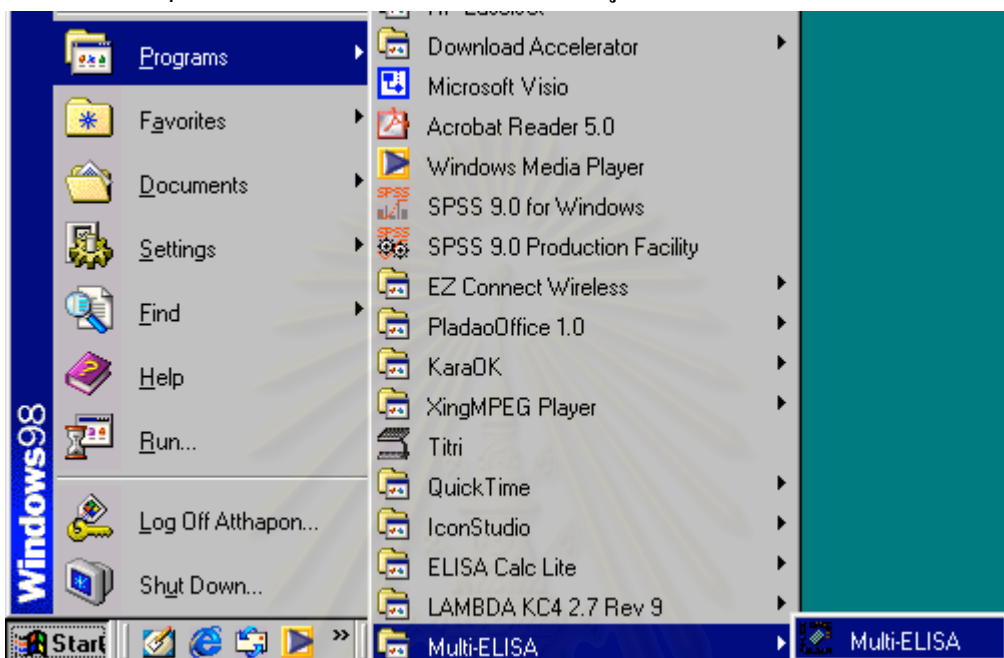 Programs
Favorites
Documents
Settings
Find
Help
Run...
Log Off Atthapon...
Shut Down...
Windows98
Start
»
Download Accelerator
Microsoft Visio
Acrobat Reader 5.0
Windows Media Player
SPSS
SPSS 9.0 for Windows
SPSS
SPSS 9.0 Production Facility
EZ Connect Wireless
PladaoOffice 1.0
KaraOK
XingMPEG Player
Titri
QuickTime
IconStudio
ELISA Calc Lite
LAMBDA KC4 2.7 Rev 9
Multi-ELISA
Multi-ELISA